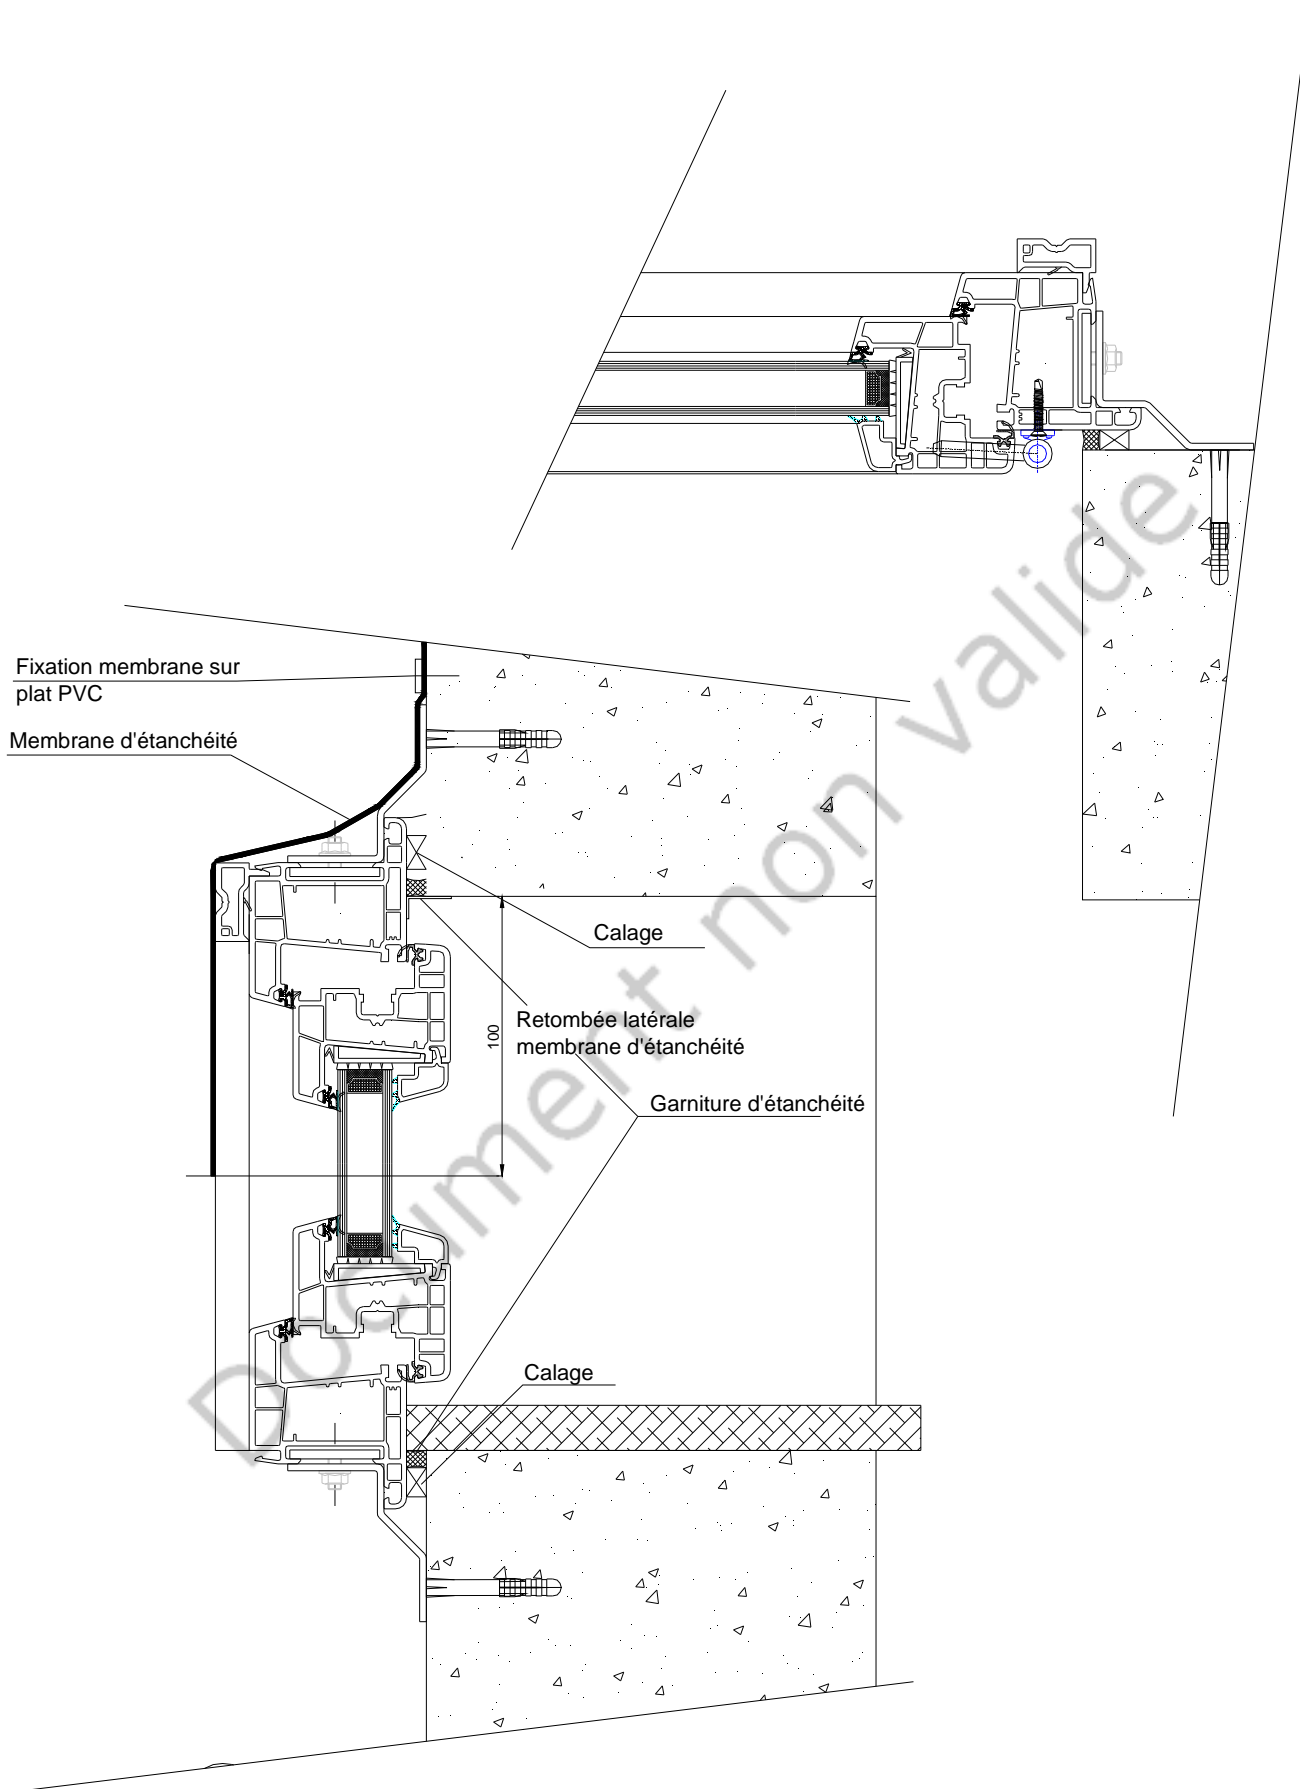 Fixation membrane sur
plat PVC
Membrane d'étanchéité
Calage
Retombée latérale
membrane d'étanchéité
100
Garniture d'étanchéité
Calage
Document non valide